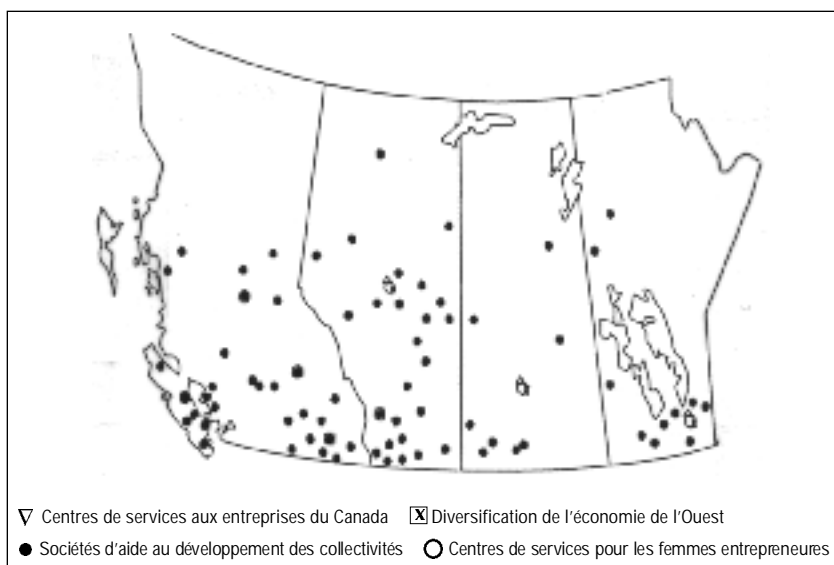 ▽ Centres de services aux entreprises du Canada X Diversification de l'économie de l'Ouest
● Sociétés d'aide au développement des collectivités ○ Centres de services pour les femmes entrepreneures